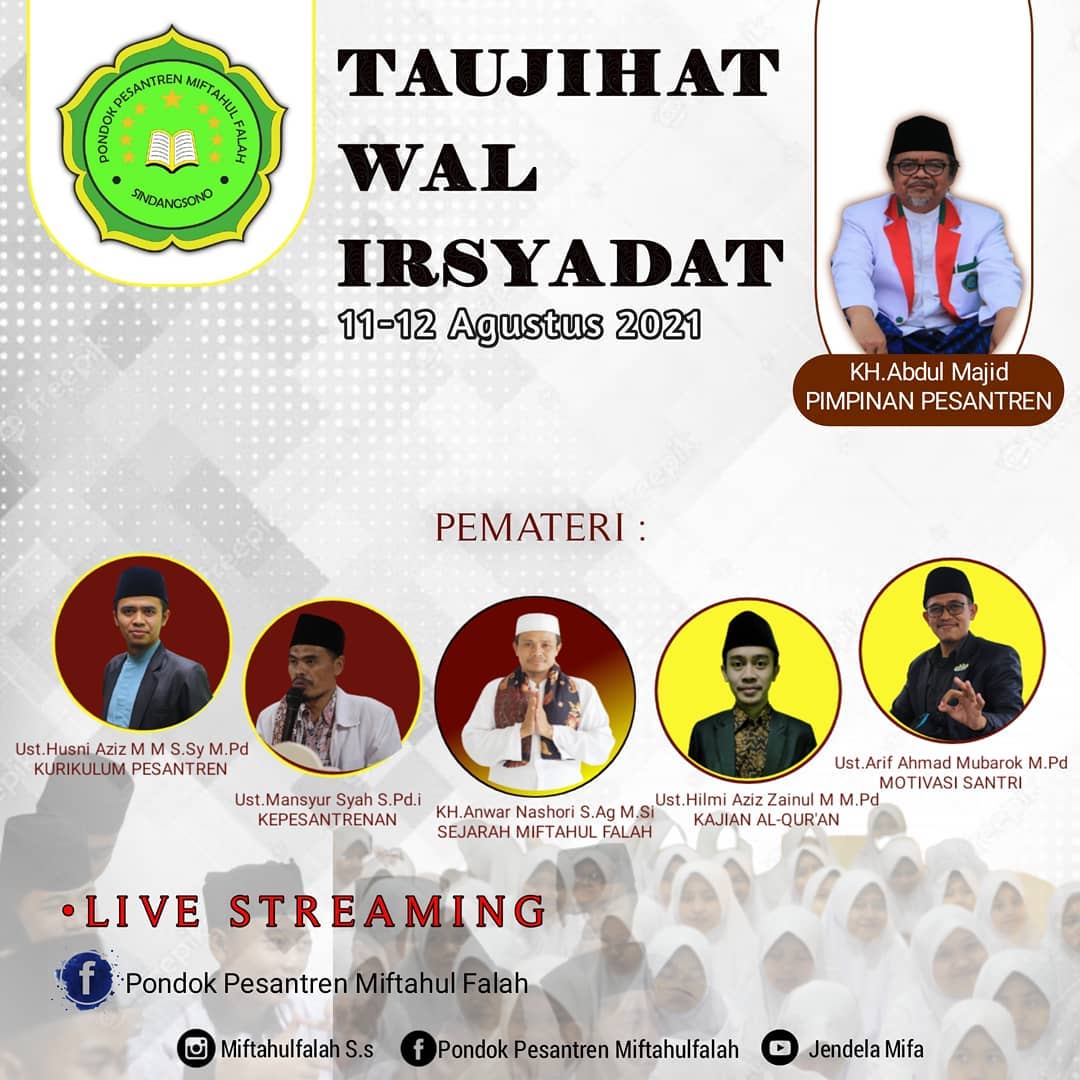 PONDOK PESANTREN MIFTAHUL FALAH
SINDANGSONO
TAUJIHAT
WAL
IRSYADAT
11-12 Agustus 2021
KH.Abdul Majid
PIMPINAN PESANTREN
PEMATERI :
Ust.Husni Aziz M M S.Sy M.Pd
KURIKULUM PESANTREN
Ust.Mansyur Syah S.Pd.i
KEPESANTRENAN
KH.Anwar Nashori S.Ag M.Si
SEJARAH MIFTAHUL FALAH
Ust.Hilmi Aziz Zainul M M.Pd
KAJIAN AL-QUR'AN
Ust.Arif Ahmad Mubarok M.Pd
MOTIVASI SANTRI
•LIVE STREAMING
Pondok Pesantren Miftahul Falah
Miftahulfalah S.s
Pondok Pesantren Miftahulfalah
Jendela Mifa
freepik